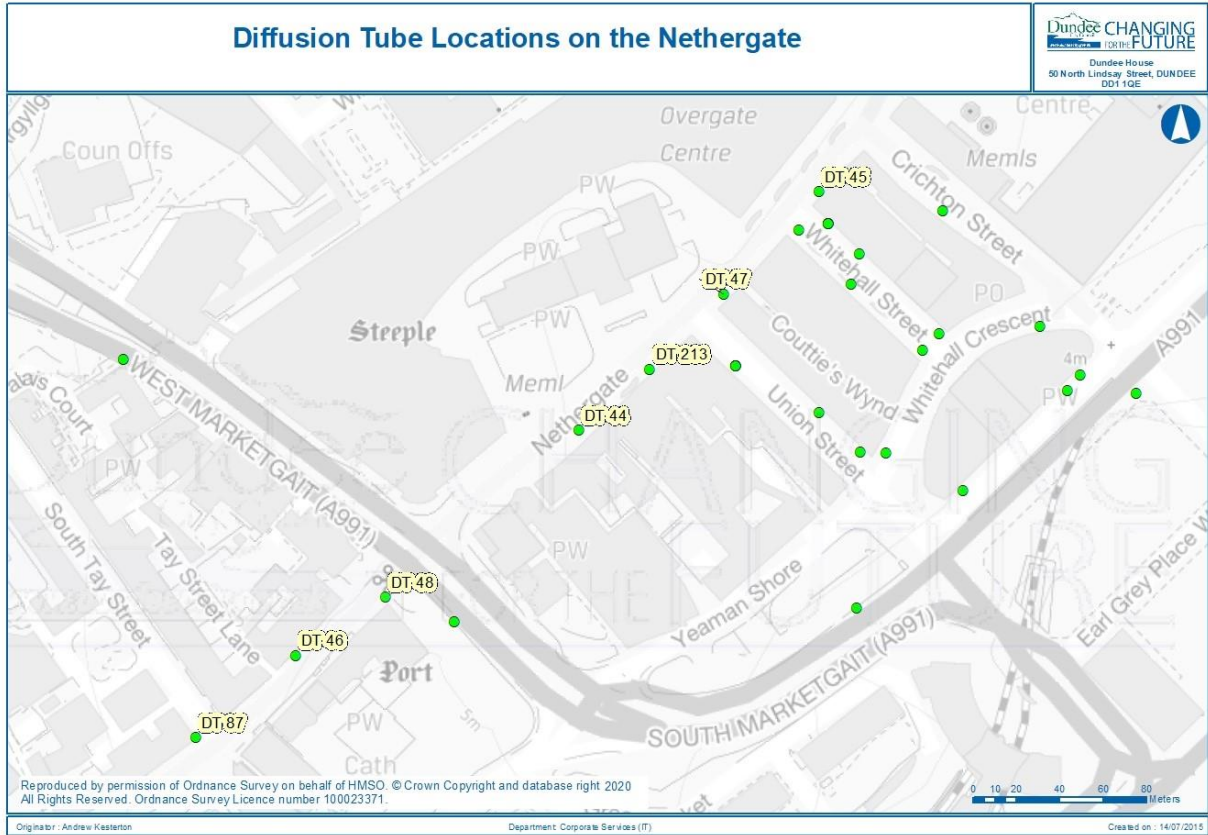 Diffusion Tube Locations on the Nethergate
Dundee CHANGING
FOR THE FUTURE
Dundee House
50 North Lindsay Street, DUNDEE
DD1 1QE
Coun Offs
Overgate
Centre
Centre
Memls
PW
DT, 45
Crichton Street
Whitehall Street
PW
DT, 47
PO
Steeple
PW
Couttie's Wynd
Whitehall Crescent
A991
4m
PW
Meml
DT, 213
Nethergate
DT, 44
Union Street
WEST MARKETGAIT (A991)
PW
South Tay Street
Tay Street Lane
PW
DT, 48
Yeaman Shore
Earl Grey Place W
DT, 46
Port
5m
SOUTH MARKETGAIT (A991)
DT, 87
PW
Cath
Reproduced by permission of Ordnance Survey on behalf of HMSO. © Crown Copyright and database right 2020
All Rights Reserved. Ordnance Survey Licence number 100023371.
0 10 20 40 60 80
Meters
Originator : Andrew Kesterton
Department: Corporate Services (IT)
Created on : 14/07/2015